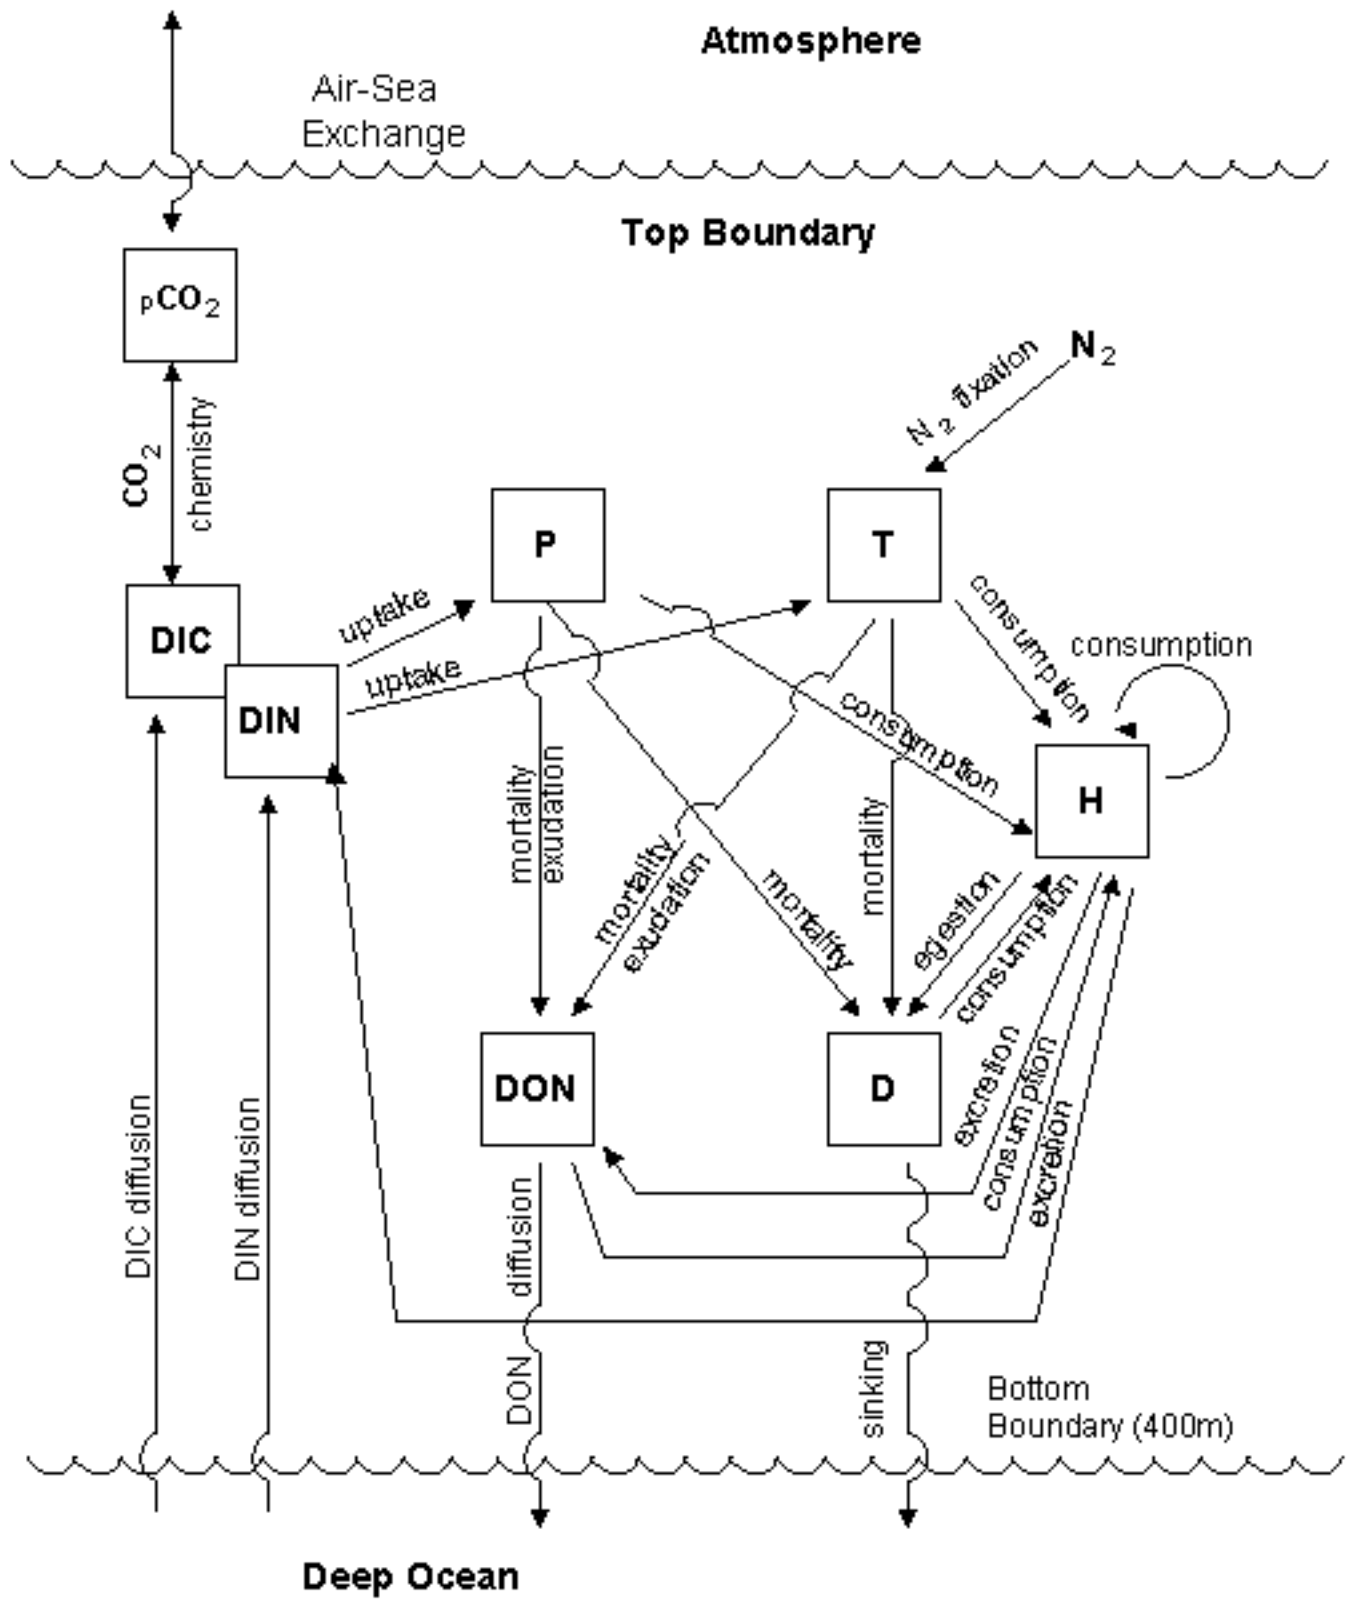 Atmosphere
Air-Sea
Exchange
Top Boundary
pCO2
N2
N2 fixation
CO2
chemistry
P
T
uptake
consumption
consumption
DIC
uptake
DIN
consumption
H
mortality
exudation
mortality
exudation
mortality
mortality
egestion
consumption
DON
D
excretion
consumption
excretion
DIC diffusion
DIN diffusion
DON diffusion
sinking
Bottom
Boundary (400m)
Deep Ocean